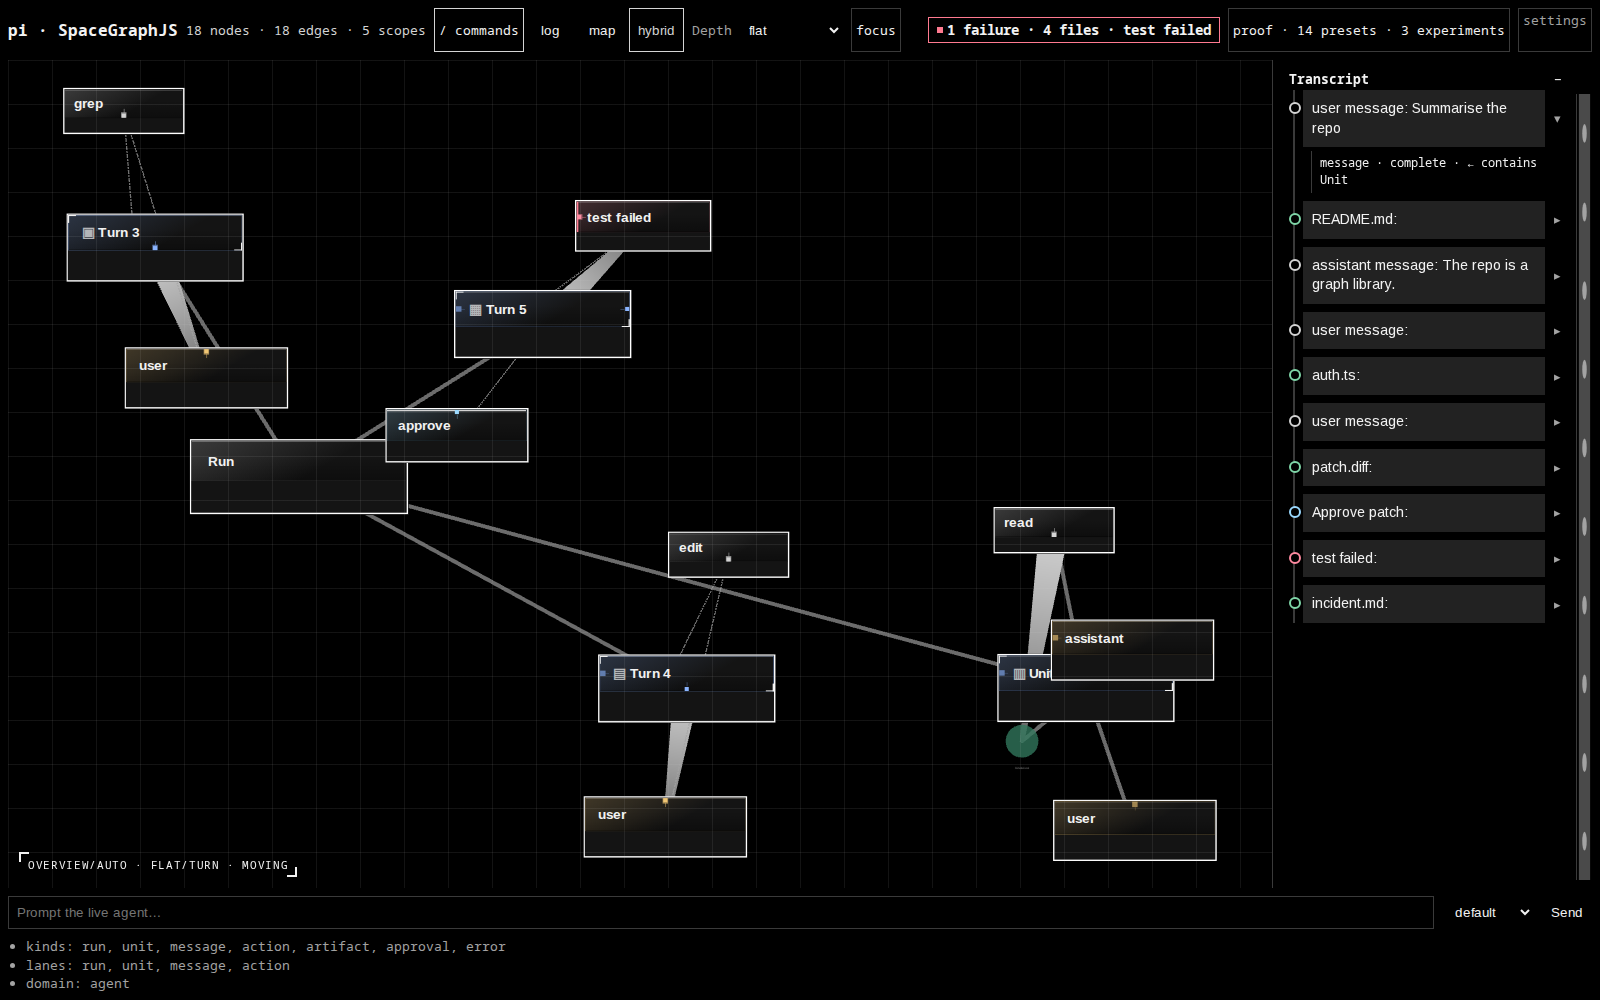 pi · SpaceGraphJS 18 nodes · 18 edges · 5 scopes / commands log map hybrid Depth flat focus 1 failure · 4 files · test failed proof · 14 presets · 3 experiments settings
grep
Turn 3
test failed
Turn 5
user
approve
Run
read
edit
assistant
Turn 4
Uni
user
user
OVERVIEW/AUTO · FLAT/TURN · MOVING
Transcript
user message: Summarise the
repo
message · complete · ← contains
Unit
README.md:
assistant message: The repo is a
graph library.
user message:
auth.ts:
user message:
patch.diff:
Approve patch:
test failed:
incident.md:
Prompt the live agent… default Send
kinds: run, unit, message, action, artifact, approval, error
lanes: run, unit, message, action
domain: agent